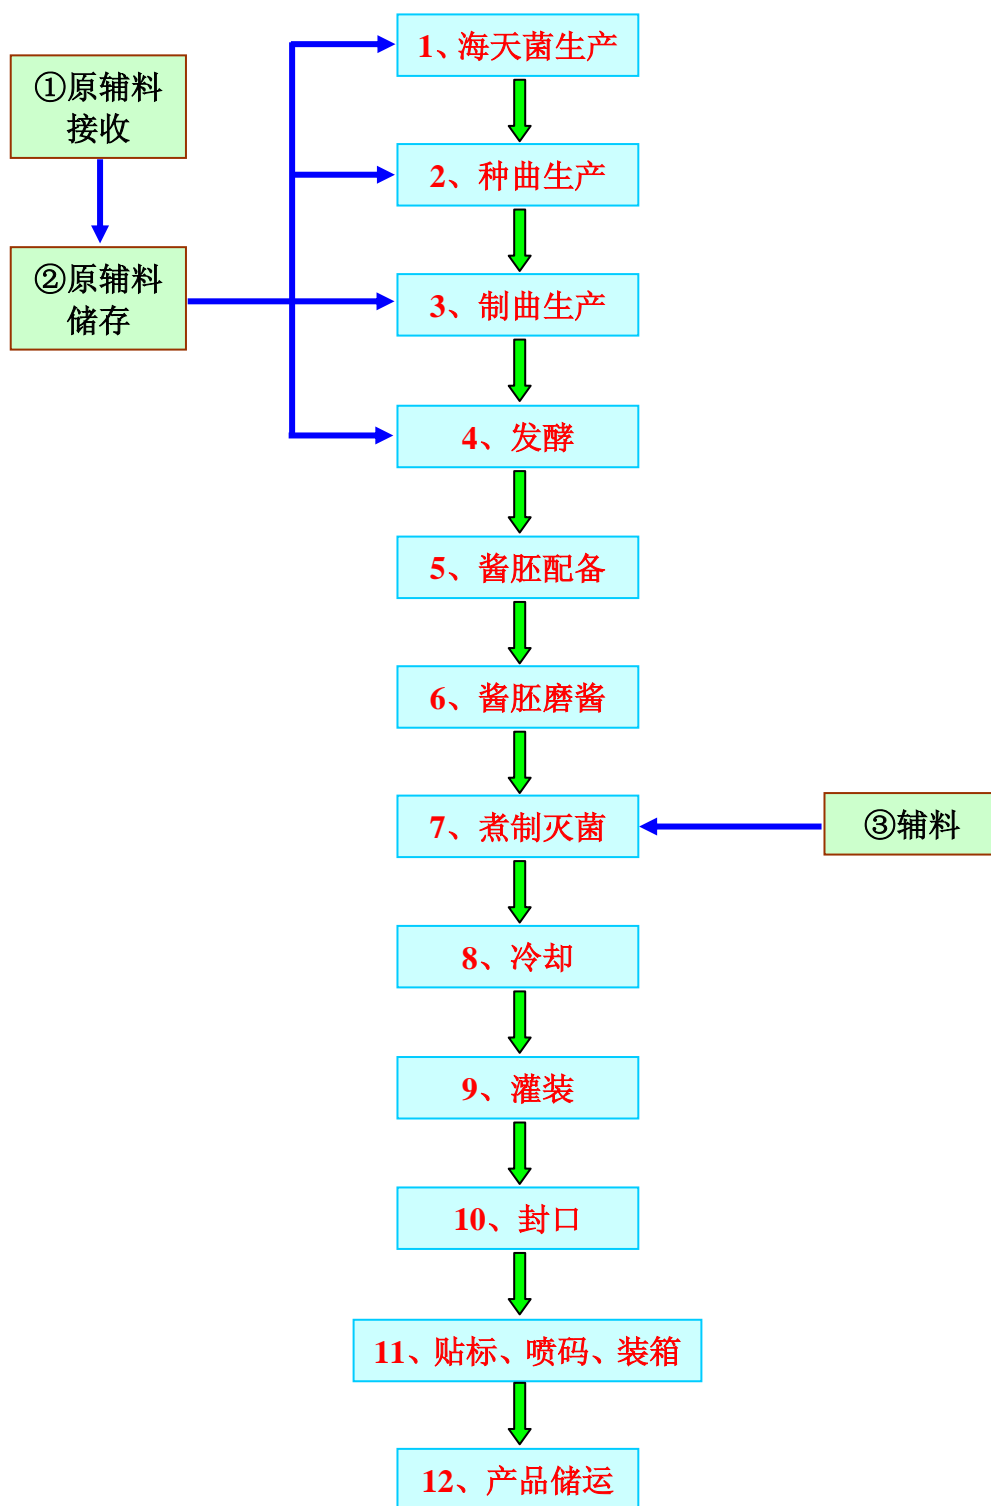 1、海天菌生产
①原辅料
接收
2、种曲生产
②原辅料
储存
3、制曲生产
4、发酵
5、酱胚配备
6、酱胚磨酱
7、煮制灭菌
③辅料
8、冷却
9、灌装
10、封口
11、贴标、喷码、装箱
12、产品储运